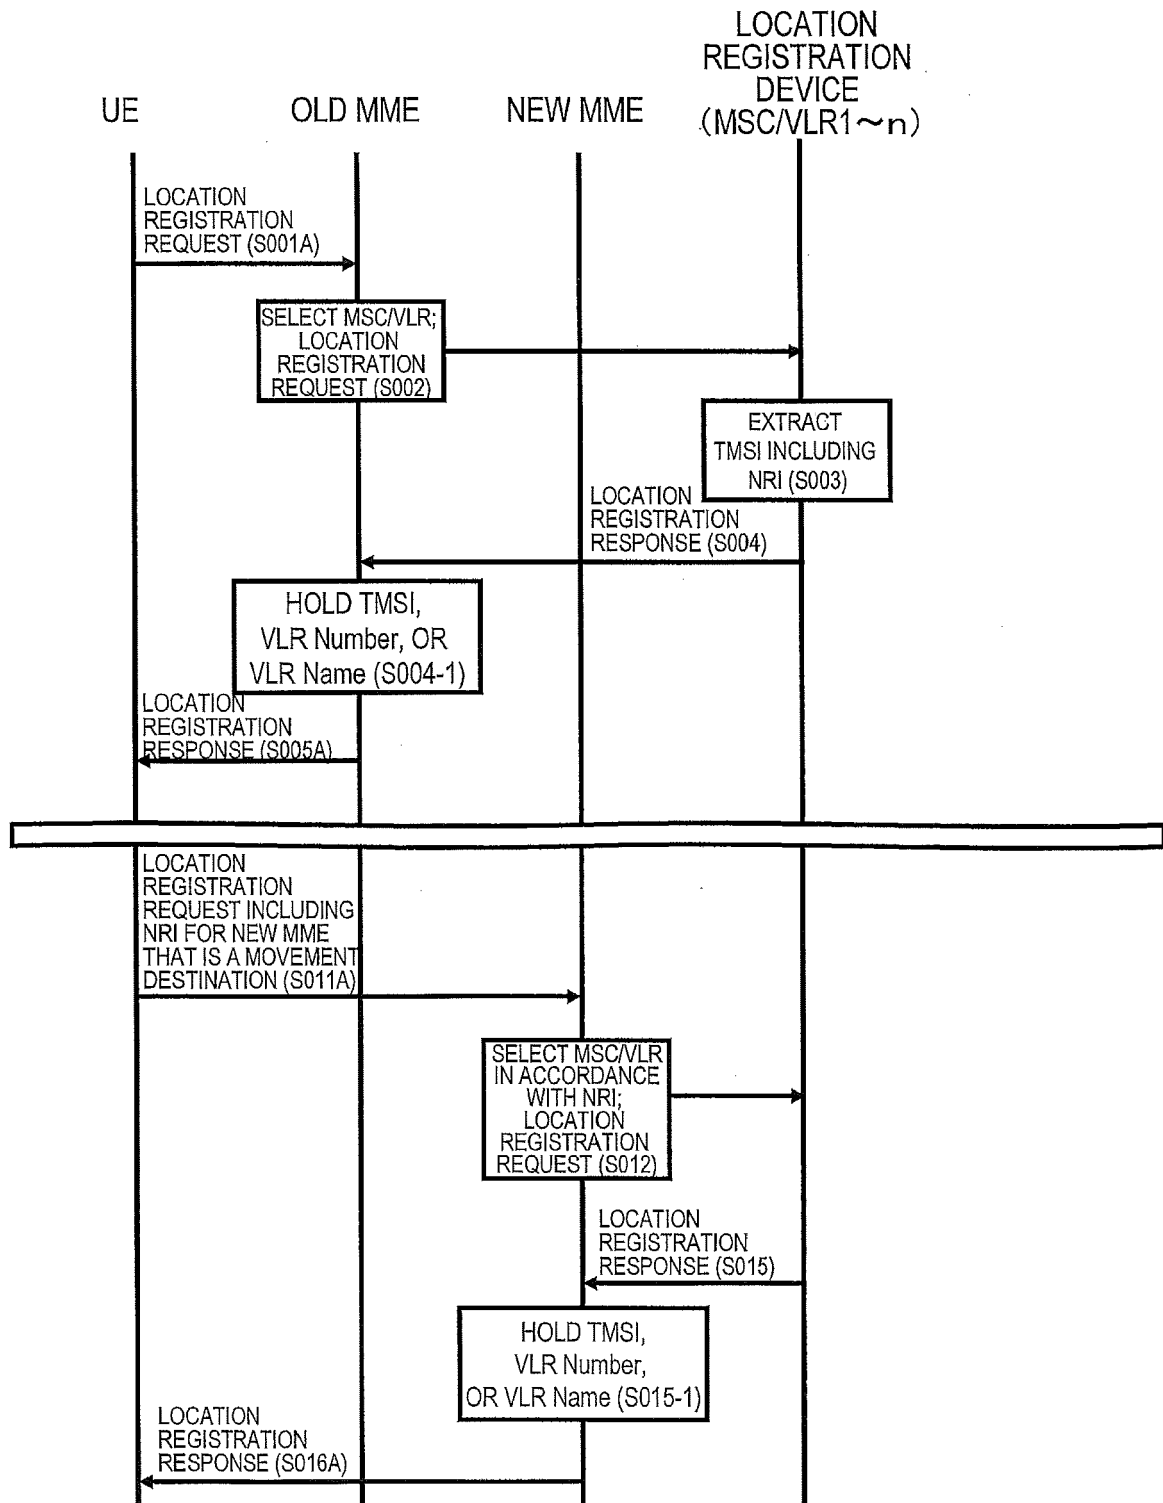 LOCATION
REGISTRATION
DEVICE
(MSC/VLR1～n)
UE
OLD MME
NEW MME
LOCATION
REGISTRATION
REQUEST (S001A)
SELECT MSC/VLR;
LOCATION
REGISTRATION
REQUEST (S002)
EXTRACT
TMSI INCLUDING
NRI (S003)
LOCATION
REGISTRATION
RESPONSE (S004)
HOLD TMSI,
VLR Number, OR
VLR Name (S004-1)
LOCATION
REGISTRATION
RESPONSE (S005A)
LOCATION
REGISTRATION
REQUEST INCLUDING
NRI FOR NEW MME
THAT IS A MOVEMENT
DESTINATION (S011A)
SELECT MSC/VLR
IN ACCORDANCE
WITH NRI;
LOCATION
REGISTRATION
REQUEST (S012)
LOCATION
REGISTRATION
RESPONSE (S015)
HOLD TMSI,
VLR Number,
OR VLR Name (S015-1)
LOCATION
REGISTRATION
RESPONSE (S016A)